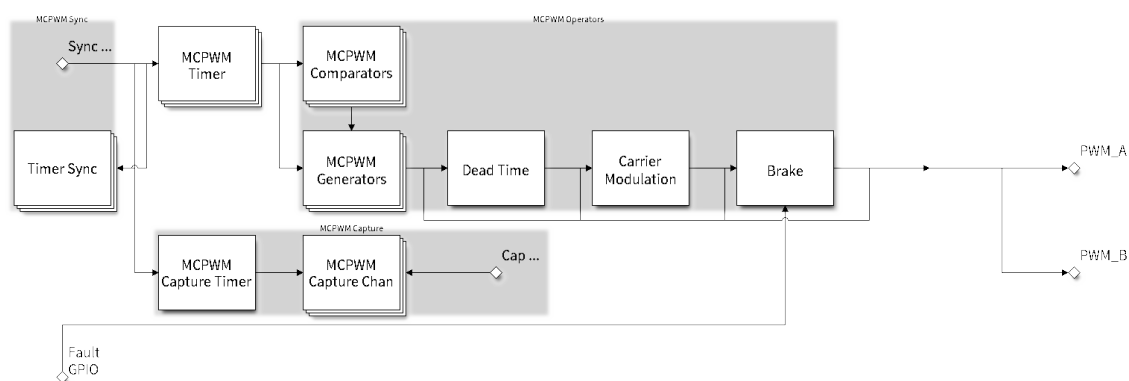 MCPWM Sync
MCPWM Operators
Sync ...
MCPWM
Timer
MCPWM
Comparators
Timer Sync
MCPWM
Generators
Dead Time
Carrier
Modulation
Brake
PWM_A
MCPWM Capture
MCPWM
Capture Timer
MCPWM
Capture Chan
Cap ...
PWM_B
Fault
GPIO